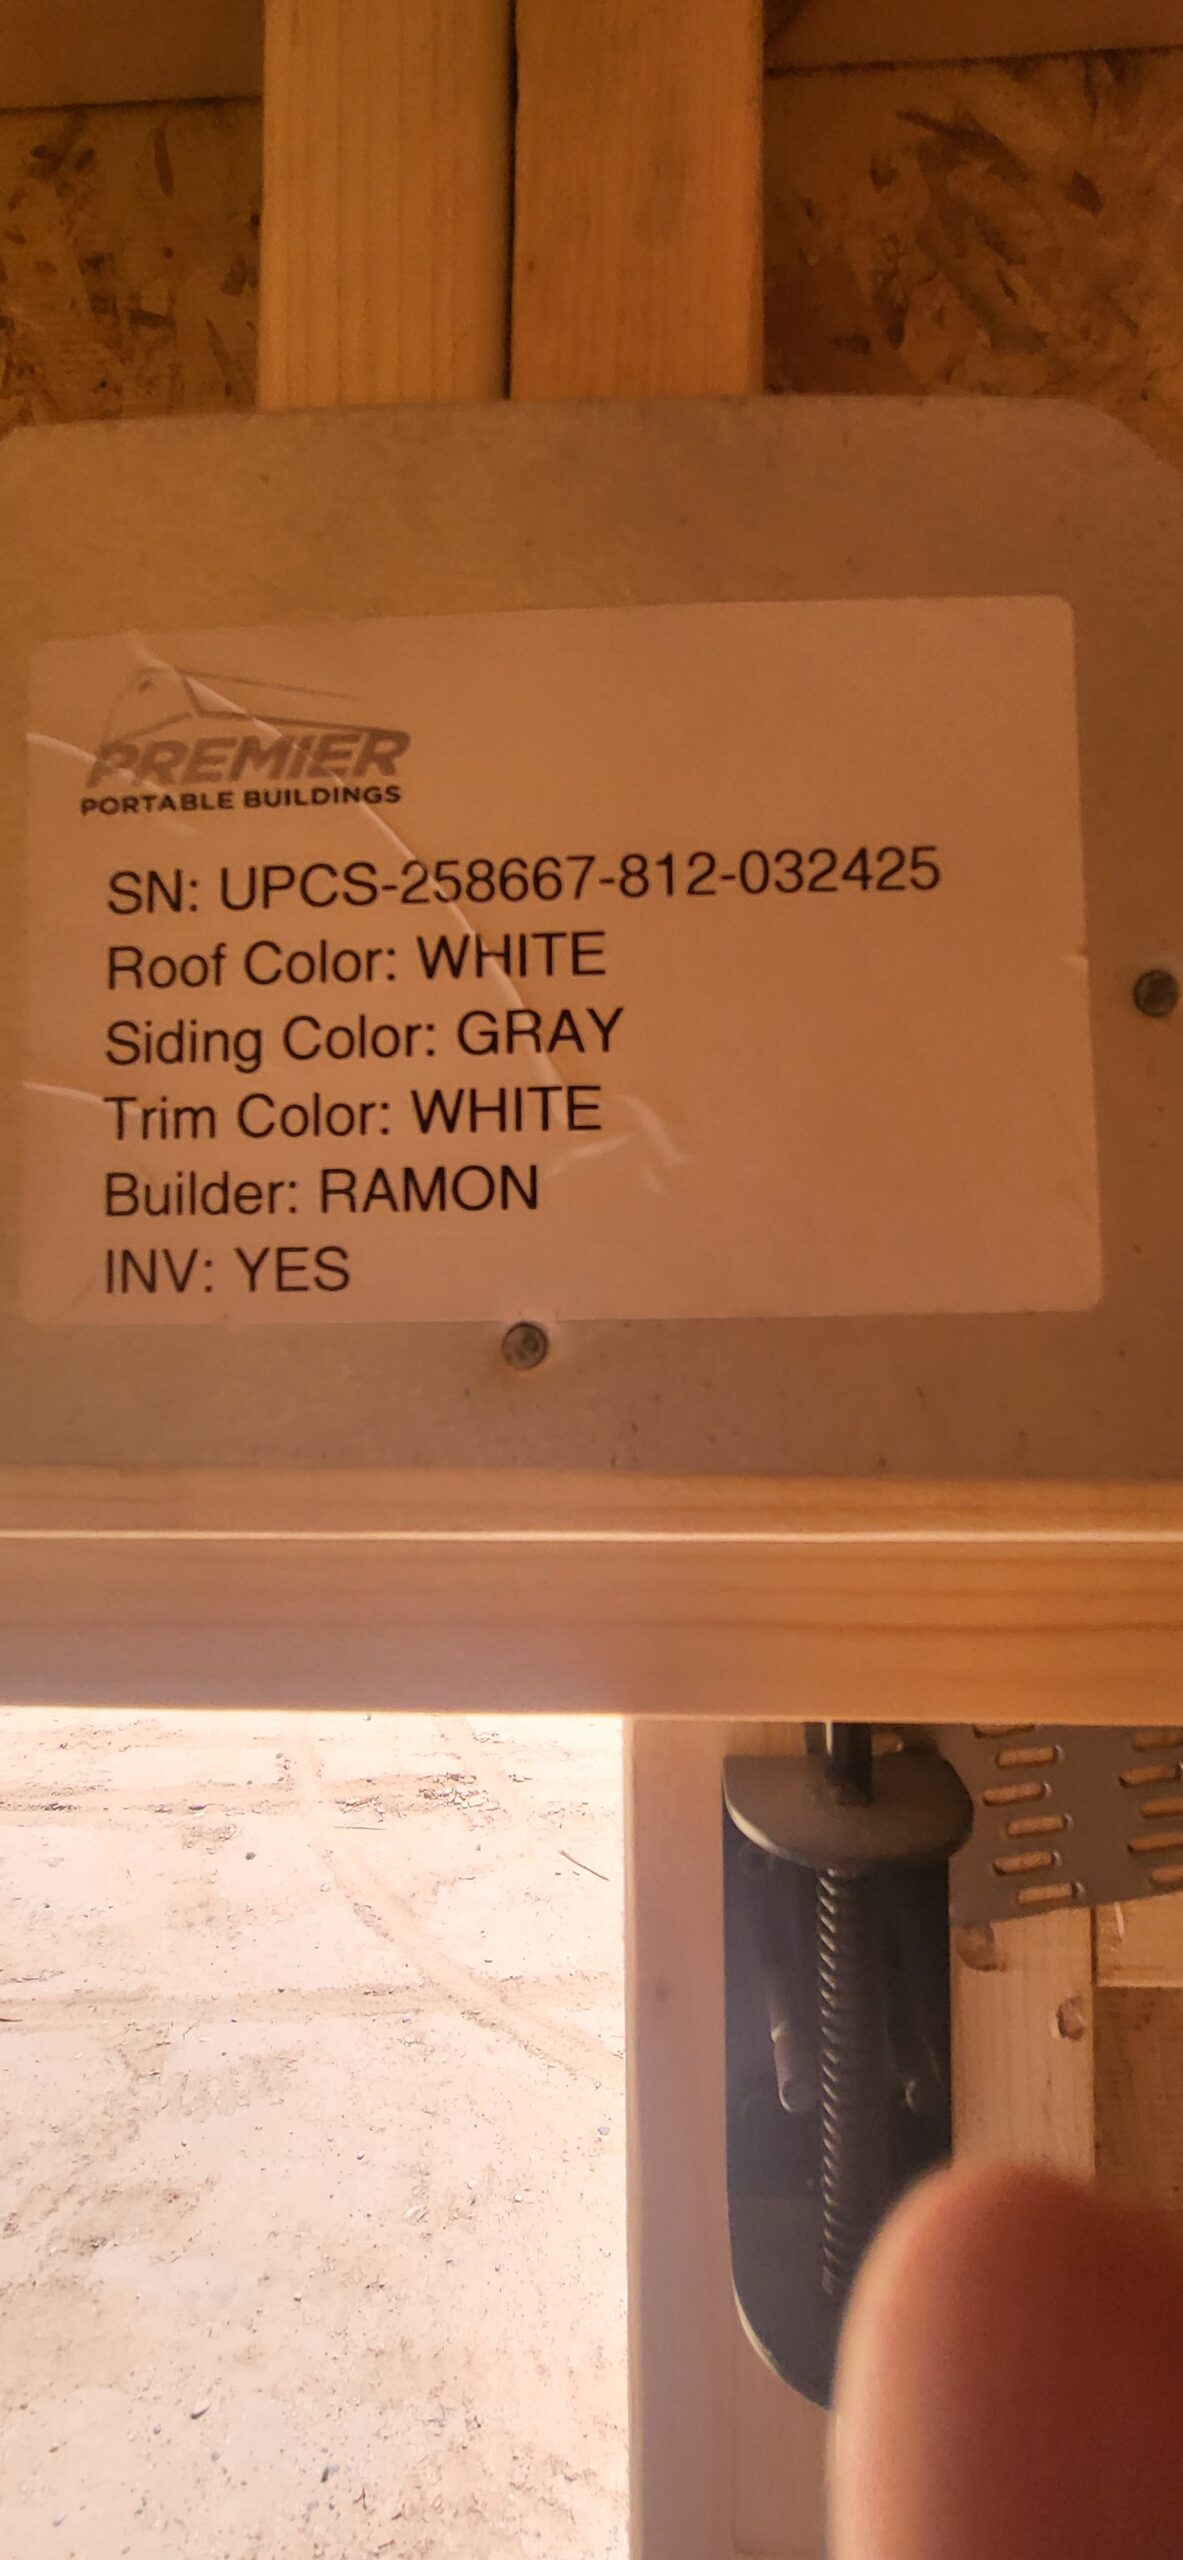 PREMIER
PORTABLE BUILDINGS
SN: UPCS-258667-812-032425
Roof Color: WHITE
Siding Color: GRAY
Trim Color: WHITE
Builder: RAMON
INV: YES